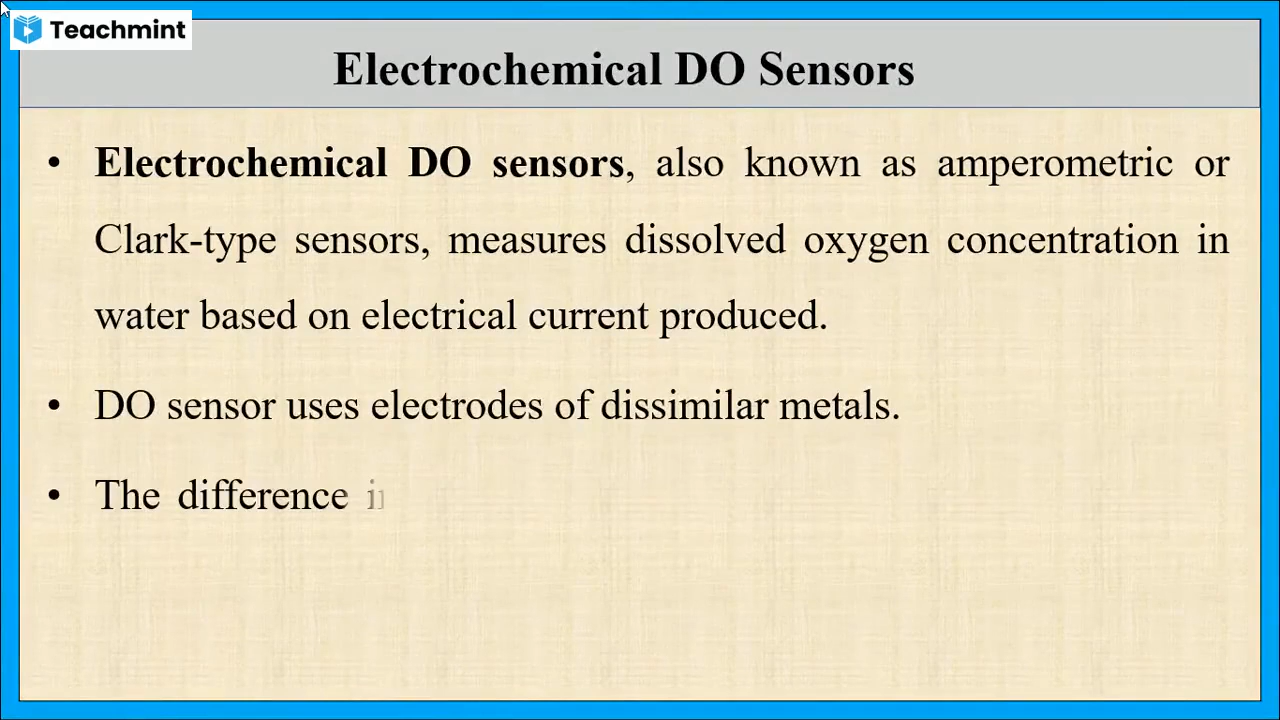 Teachmint
Electrochemical DO Sensors
• Electrochemical DO sensors, also known as amperometric or
Clark-type sensors, measures dissolved oxygen concentration in
water based on electrical current produced.
• DO sensor uses electrodes of dissimilar metals.
• The difference